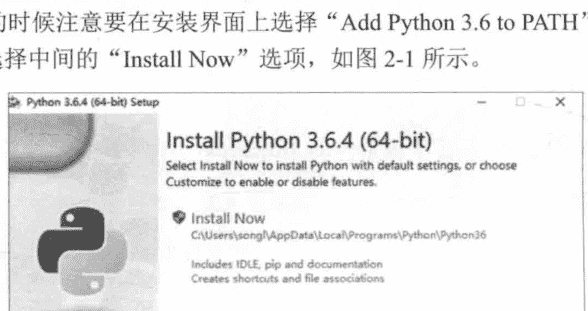 的时候注意要在安装界面上选择“Add Python 3.6 to PATH”
选择中间的“Install Now”选项，如图 2-1 所示。
Python 3.6.4 (64-bit) Setup
Install Python 3.6.4 (64-bit)
Select Install Now to install Python with default settings, or choose
Customize to enable or disable features.
Install Now
C:\Users\songl\AppData\Local\Programs\Python\Python36
Includes IDLE, pip and documentation
Creates shortcuts and file associations